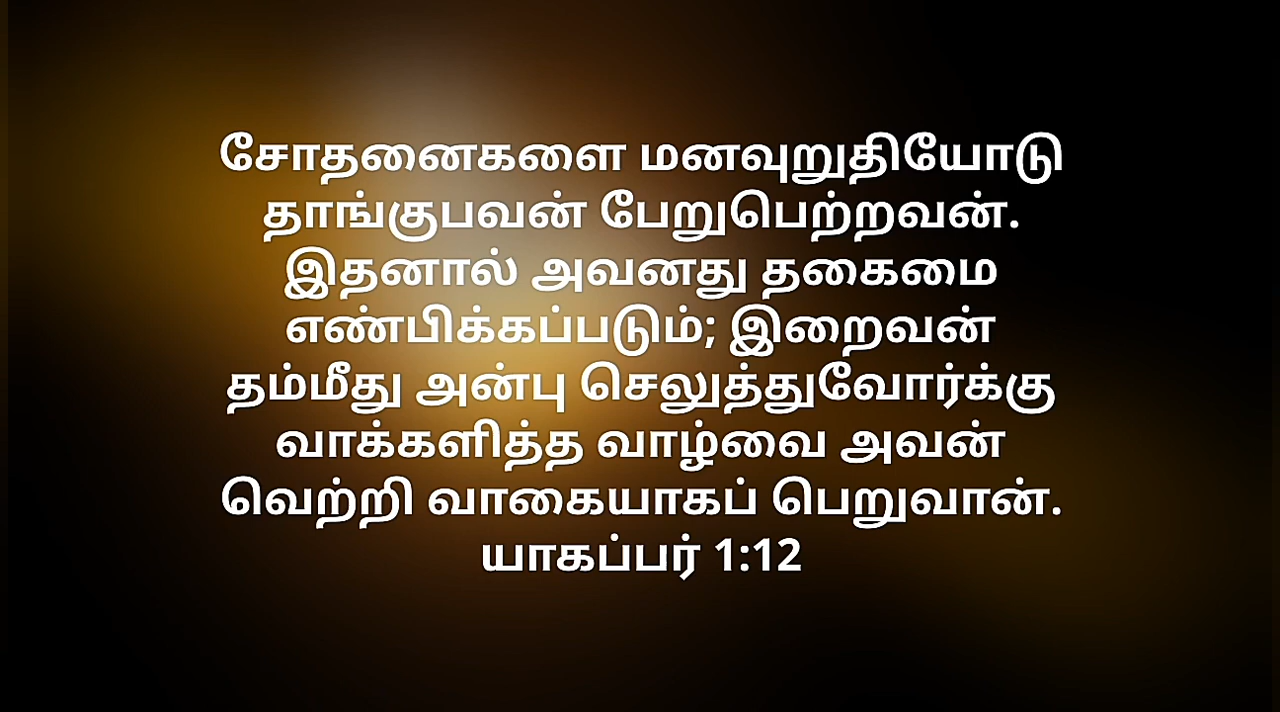 சோதனைகளை மனவுறுதியோடு
தாங்குபவன் பேறுபெற்றவன்.
இதனால் அவனது தகைமை
எண்பிக்கப்படும்; இறைவன்
தம்மீது அன்பு செலுத்துவோர்க்கு
வாக்களித்த வாழ்வை அவன்
வெற்றி வாகையாகப் பெறுவான்.
யாகப்பர் 1:12